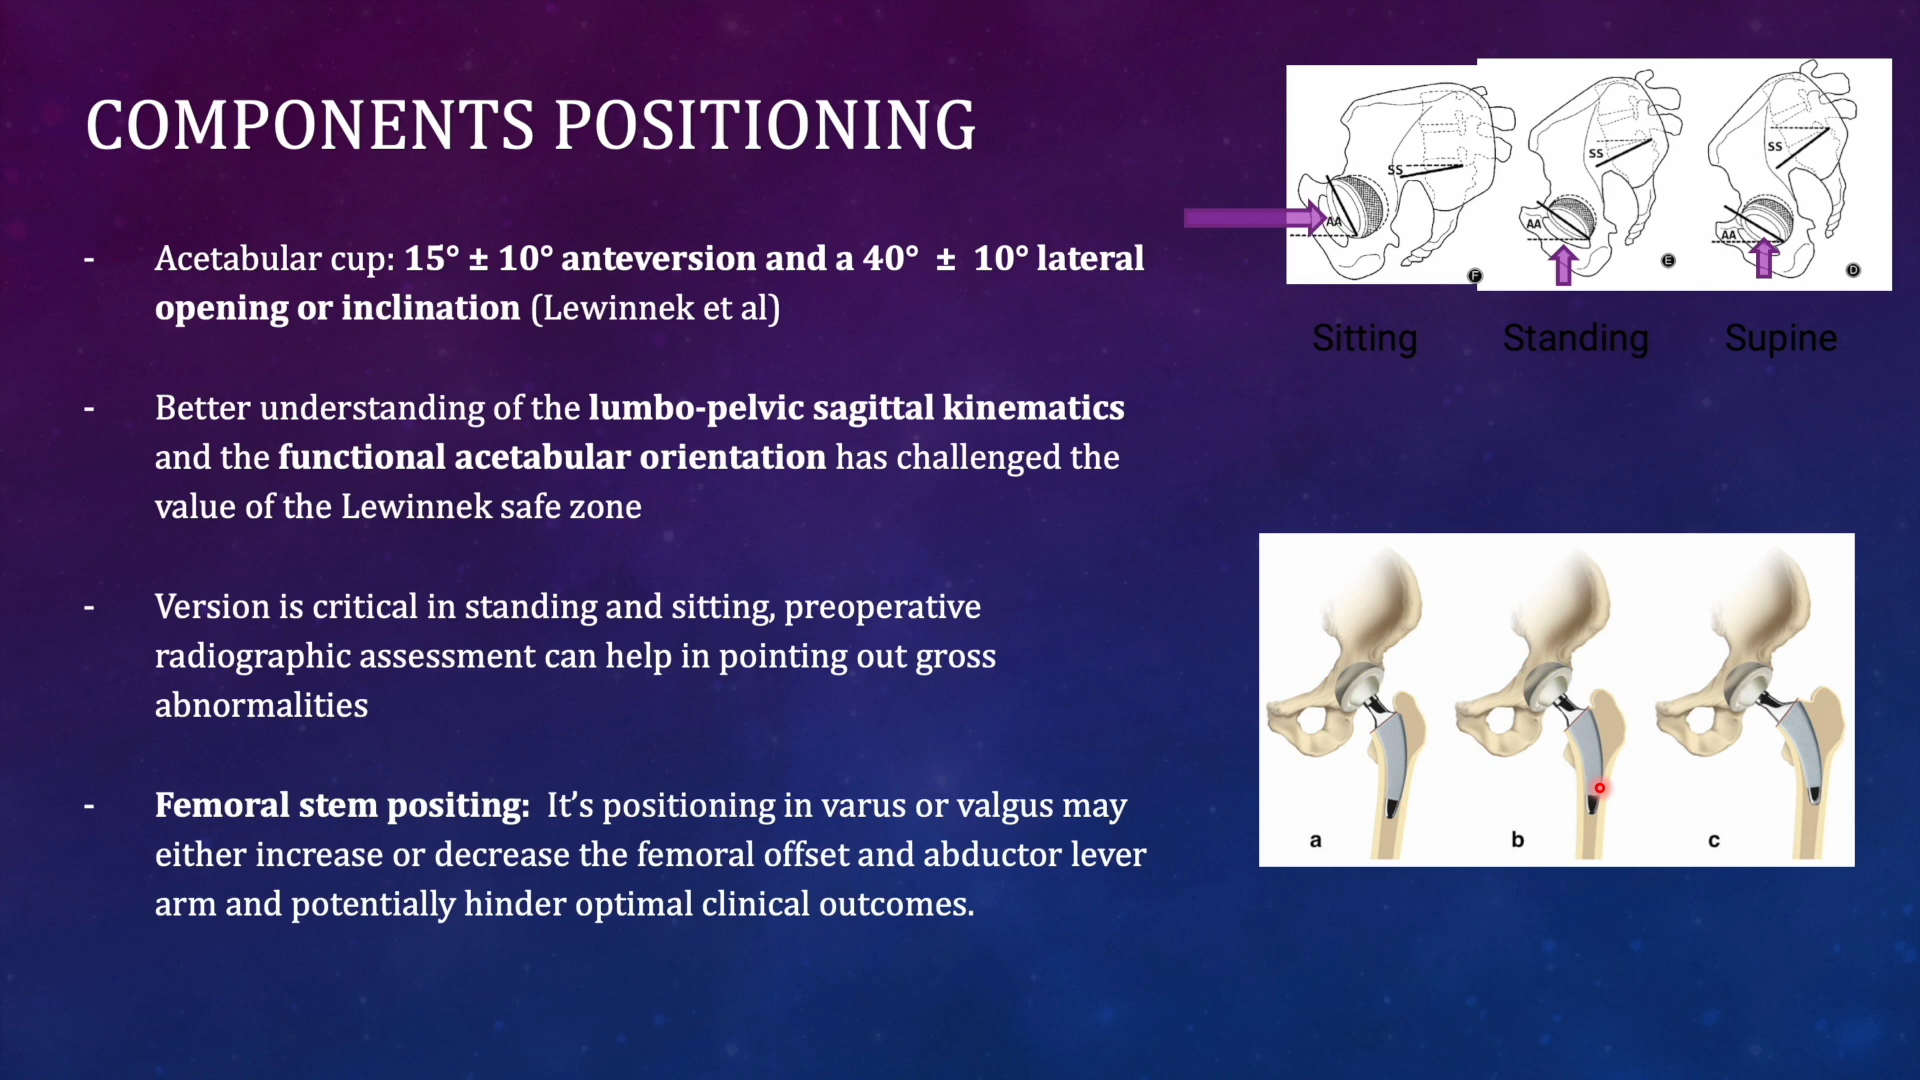 COMPONENTS POSITIONING
- Acetabular cup: 15° ± 10° anteversion and a 40° ± 10° lateral
opening or inclination (Lewinnek et al)
- Better understanding of the lumbo-pelvic sagittal kinematics
and the functional acetabular orientation has challenged the
value of the Lewinnek safe zone
- Version is critical in standing and sitting, preoperative
radiographic assessment can help in pointing out gross
abnormalities
- Femoral stem positing: It's positioning in varus or valgus may
either increase or decrease the femoral offset and abductor lever
arm and potentially hinder optimal clinical outcomes.
SS
AA
F
SS
AA
E
SS
AA
D
Sitting Standing Supine
a b c